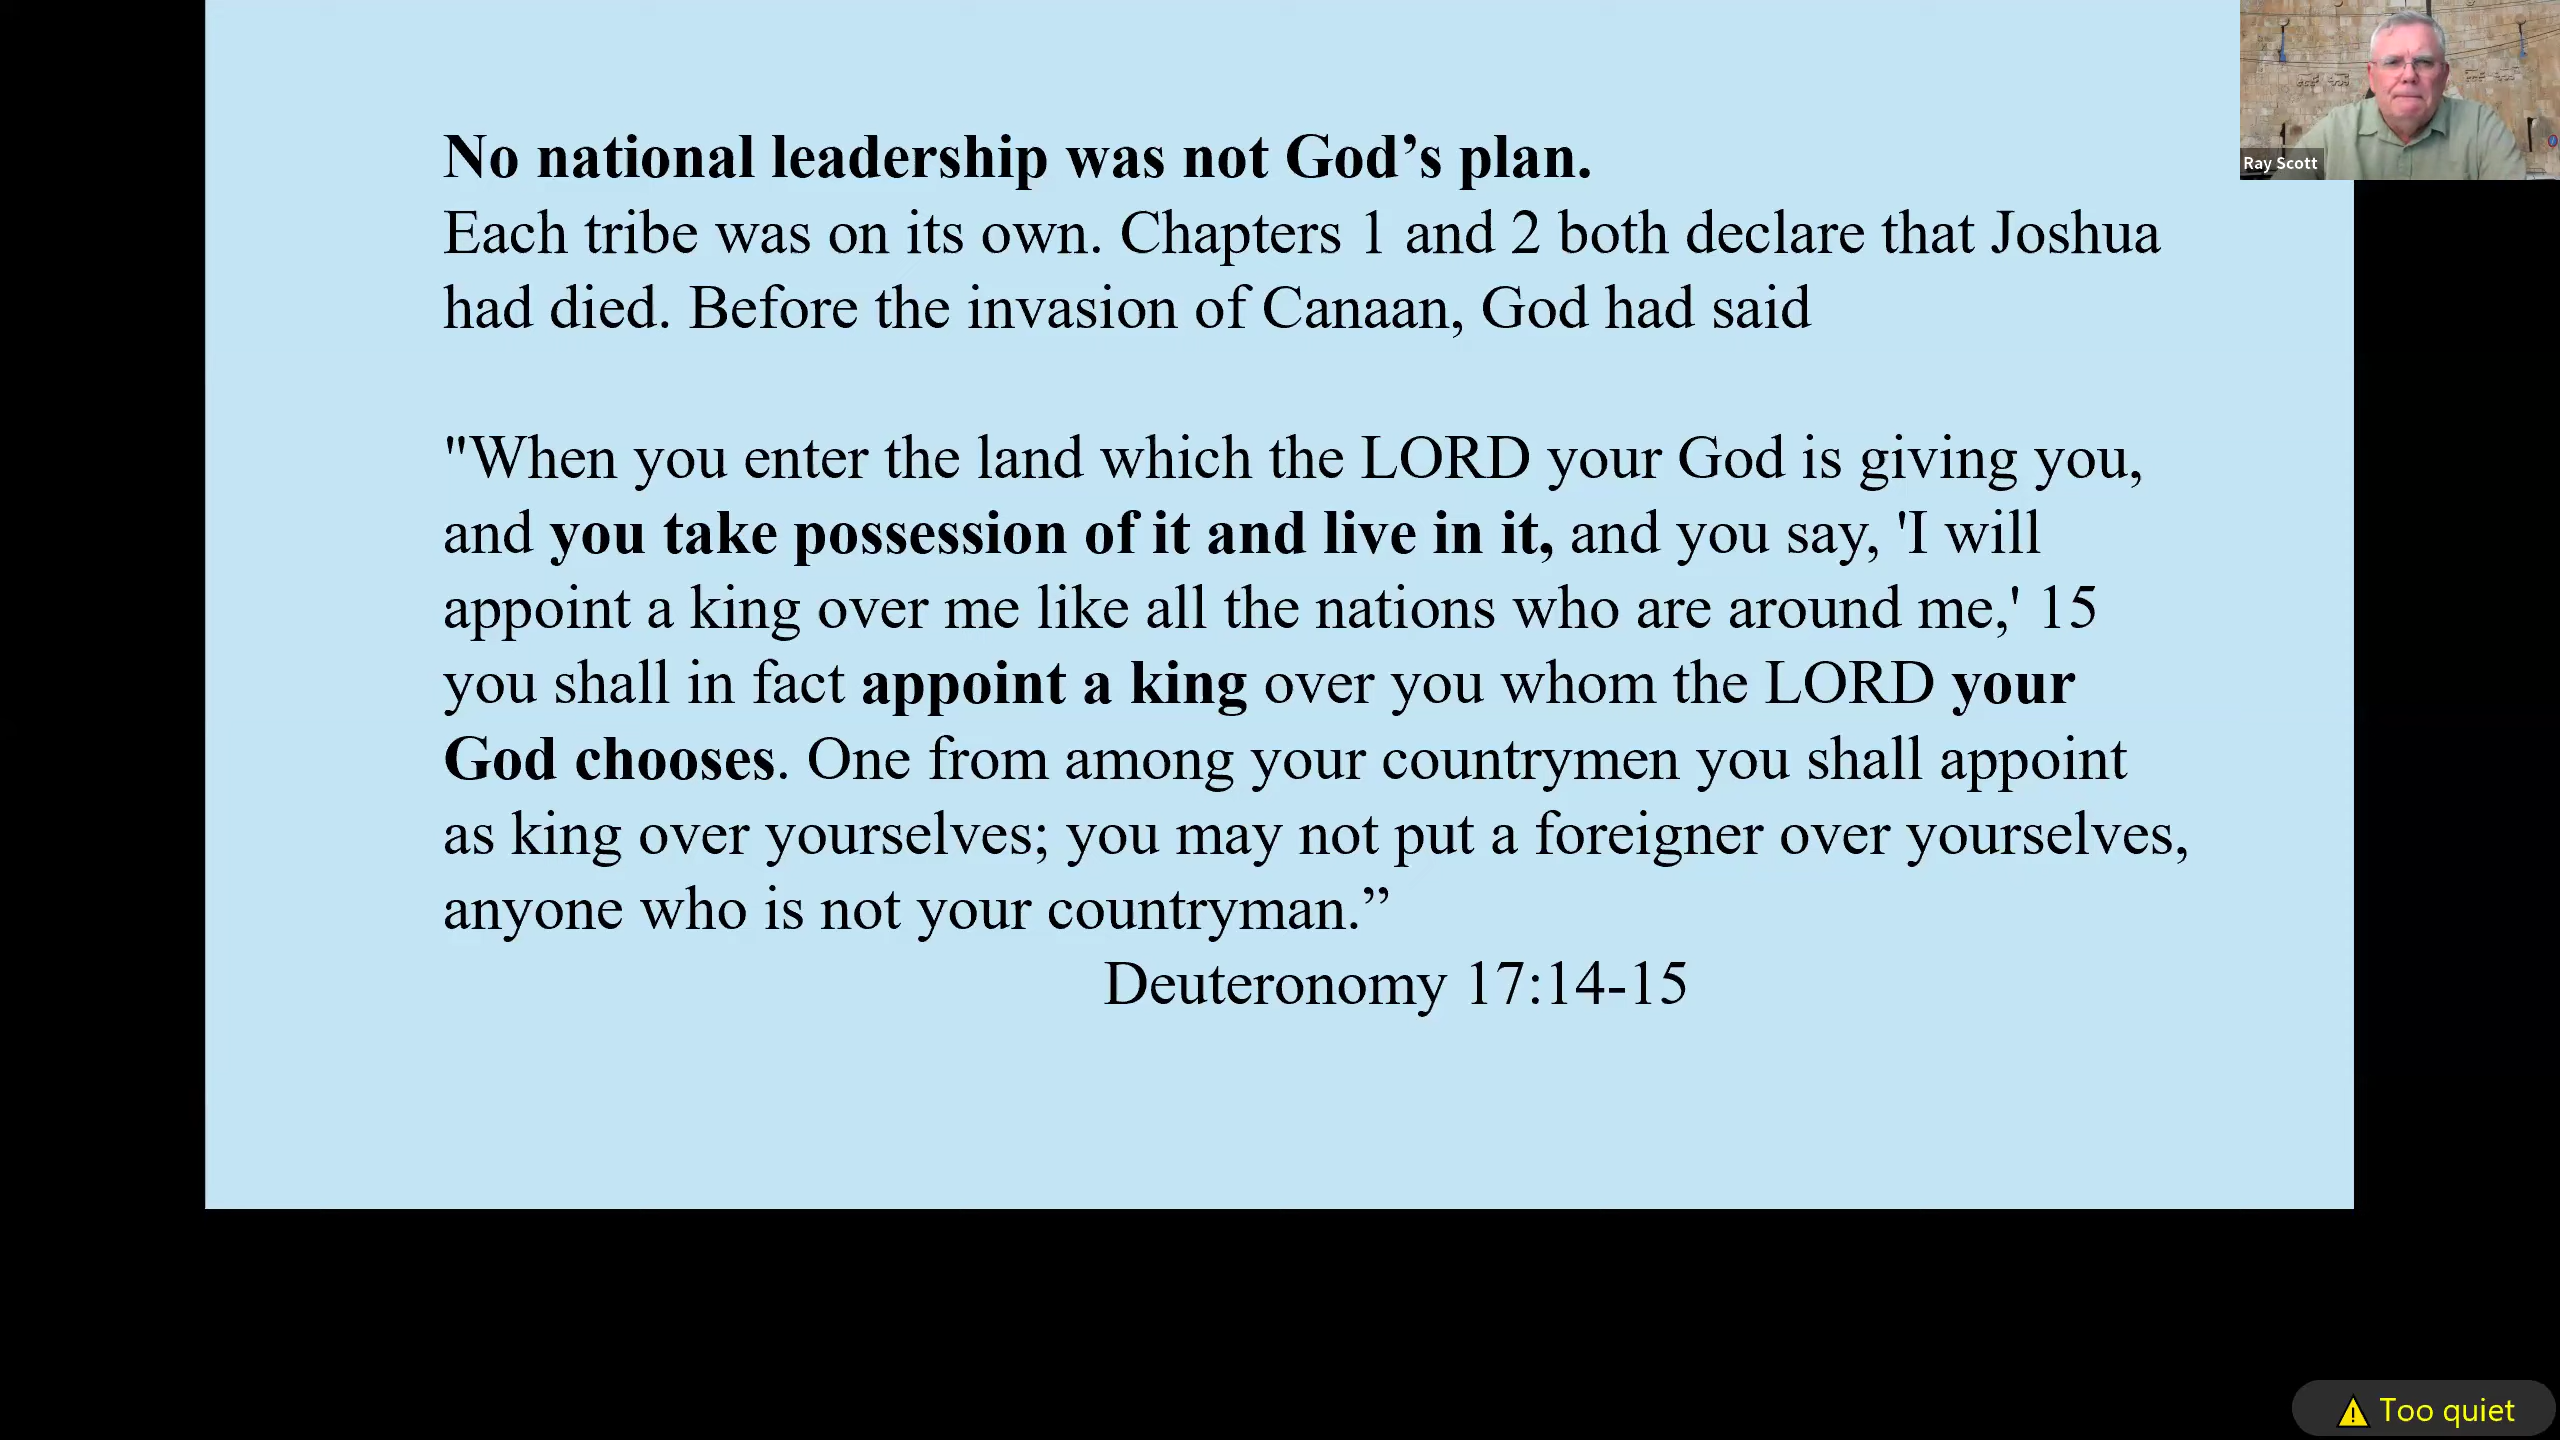 No national leadership was not God’s plan.
Each tribe was on its own. Chapters 1 and 2 both declare that Joshua
had died. Before the invasion of Canaan, God had said
"When you enter the land which the LORD your God is giving you,
and you take possession of it and live in it, and you say, 'I will
appoint a king over me like all the nations who are around me,' 15
you shall in fact appoint a king over you whom the LORD your
God chooses. One from among your countrymen you shall appoint
as king over yourselves; you may not put a foreigner over yourselves,
anyone who is not your countryman.”
Deuteronomy 17:14-15
Ray Scott
Too quiet